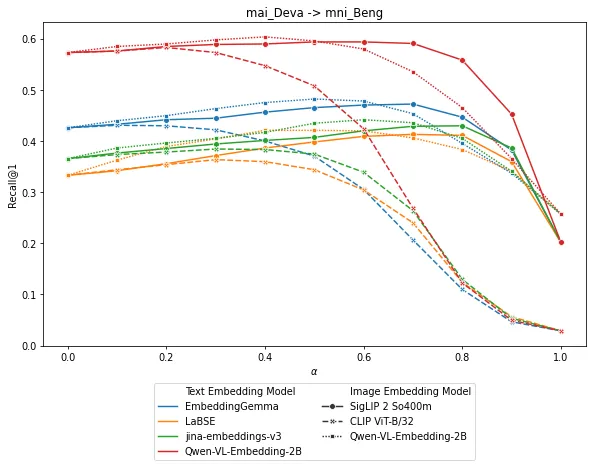 mai_Deva -> mni_Beng
Recall@1
0.6
0.5
0.4
0.3
0.2
0.1
0.0
0.0 0.2 0.4 0.6 0.8 1.0
α
Text Embedding Model Image Embedding Model
EmbeddingGemma SigLIP 2 So400m
LaBSE CLIP ViT-B/32
jina-embeddings-v3 Qwen-VL-Embedding-2B
Qwen-VL-Embedding-2B